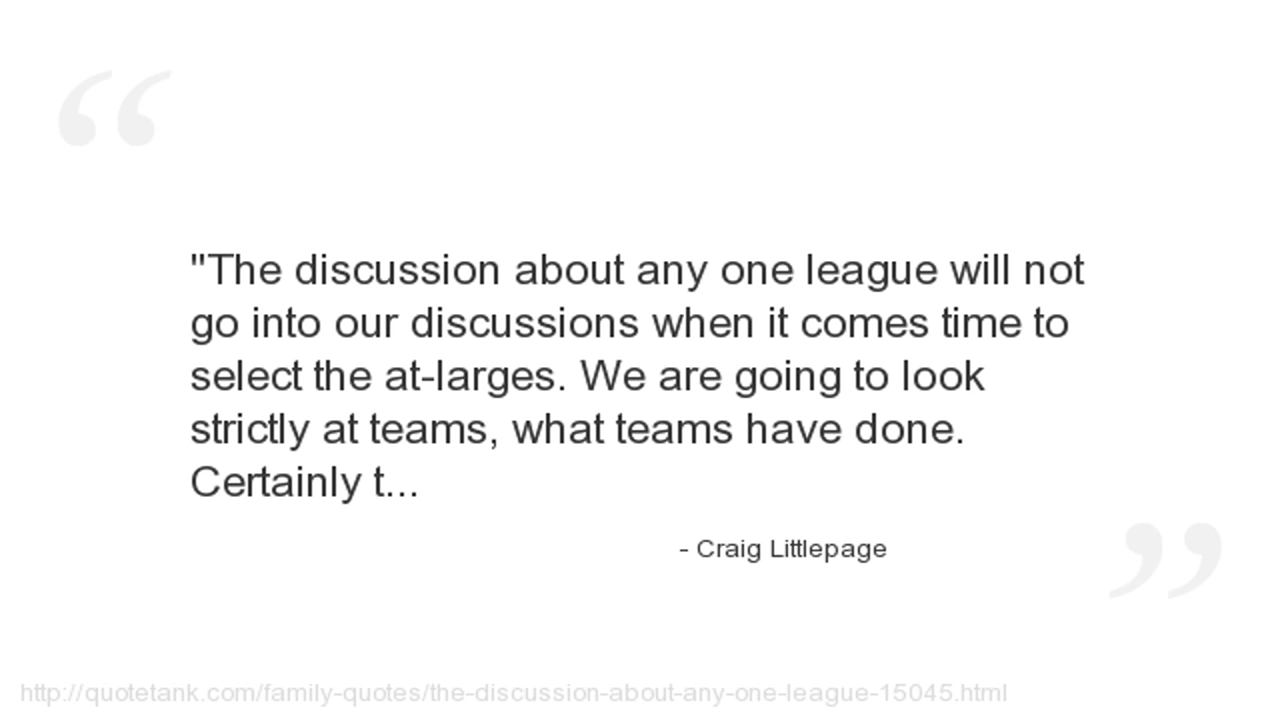 "The discussion about any one league will not
go into our discussions when it comes time to
select the at-larges. We are going to look
strictly at teams, what teams have done.
Certainly t...
- Craig Littlepage
http://quotetank.com/family-quotes/the-discussion-about-any-one-league-15045.html